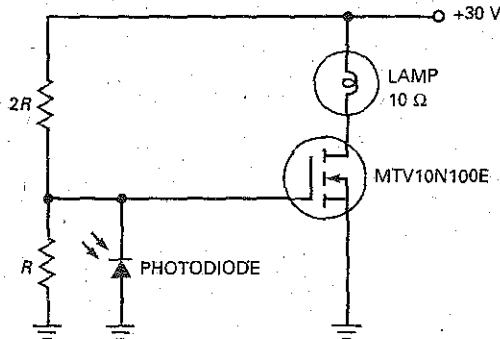 +30 V
LAMP
10 Ω
2R
MTV10N100E
PHOTODIODE
R